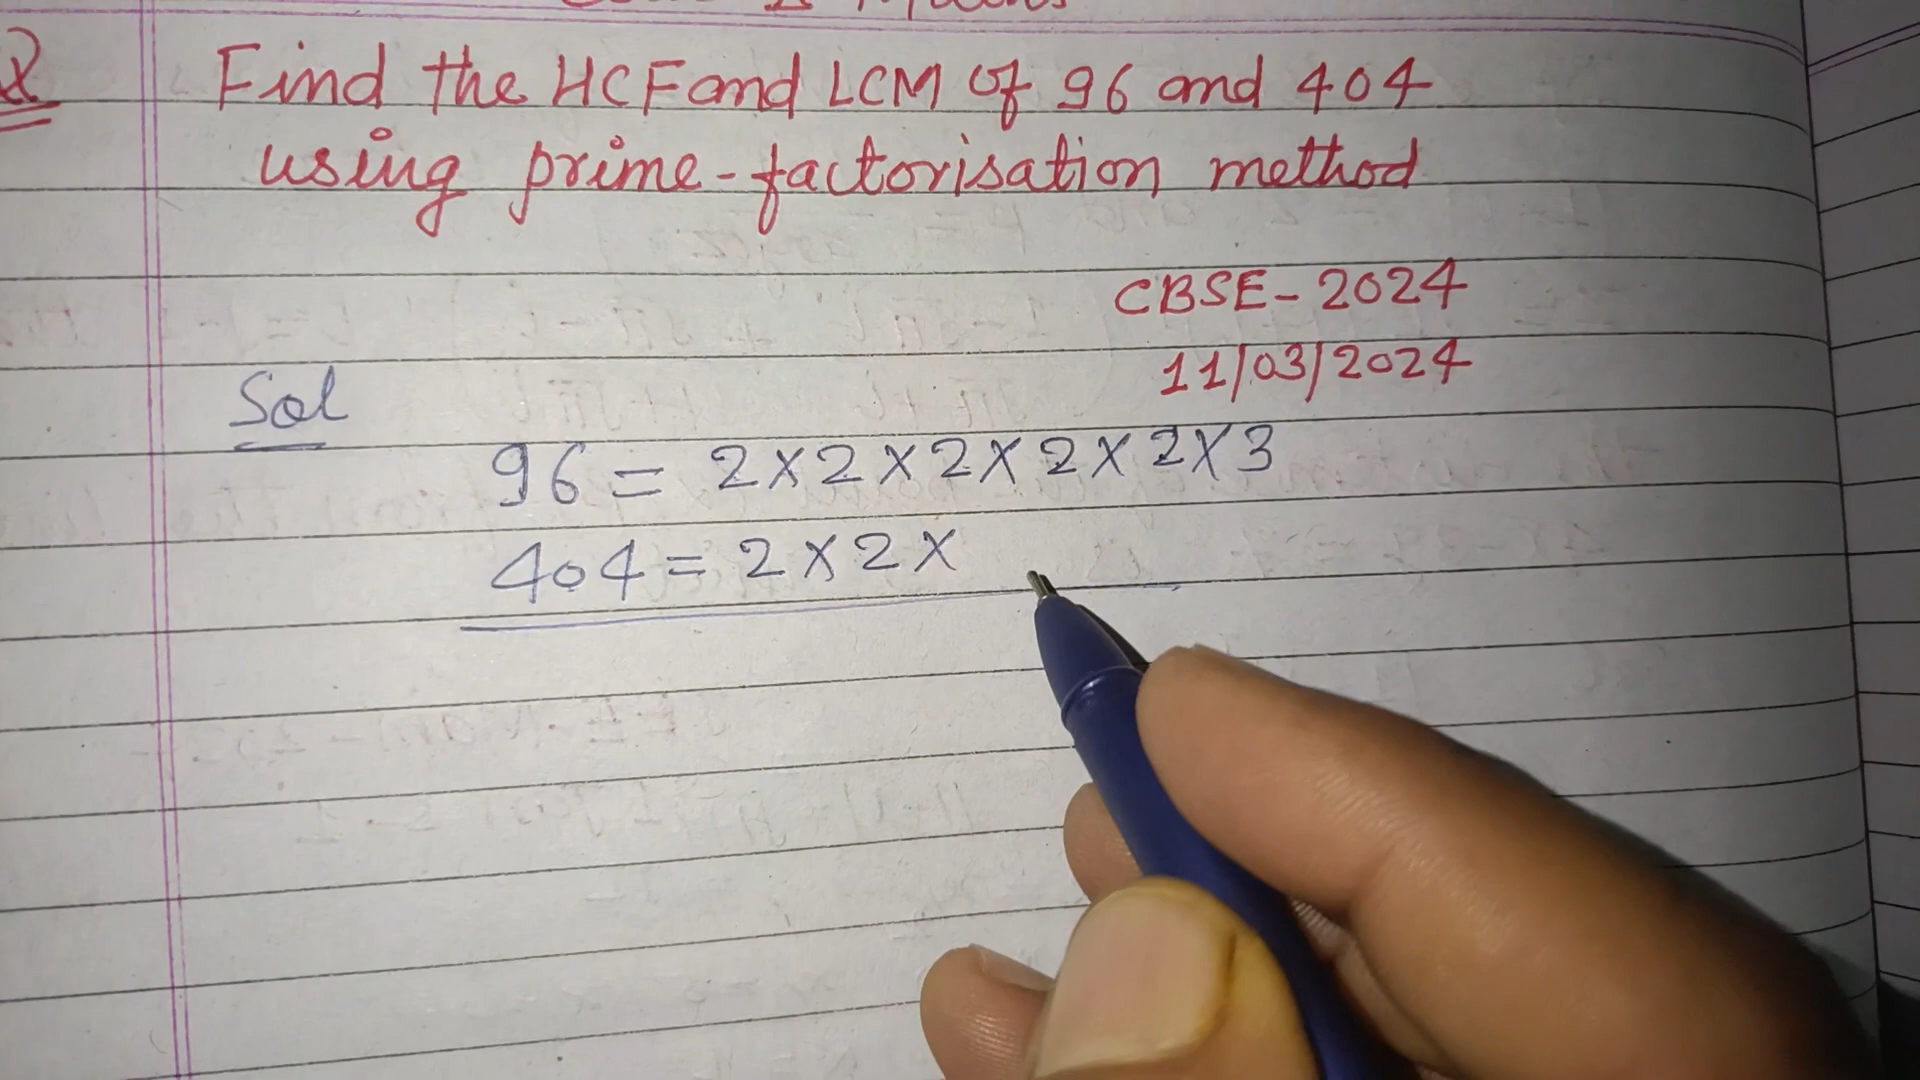 Q Find the HCF and LCM of 96 and 404
using prime-factorisation method
CBSE-2024
11/03/2024
Sol
96 = 2×2×2×2×2×3
404 = 2×2×